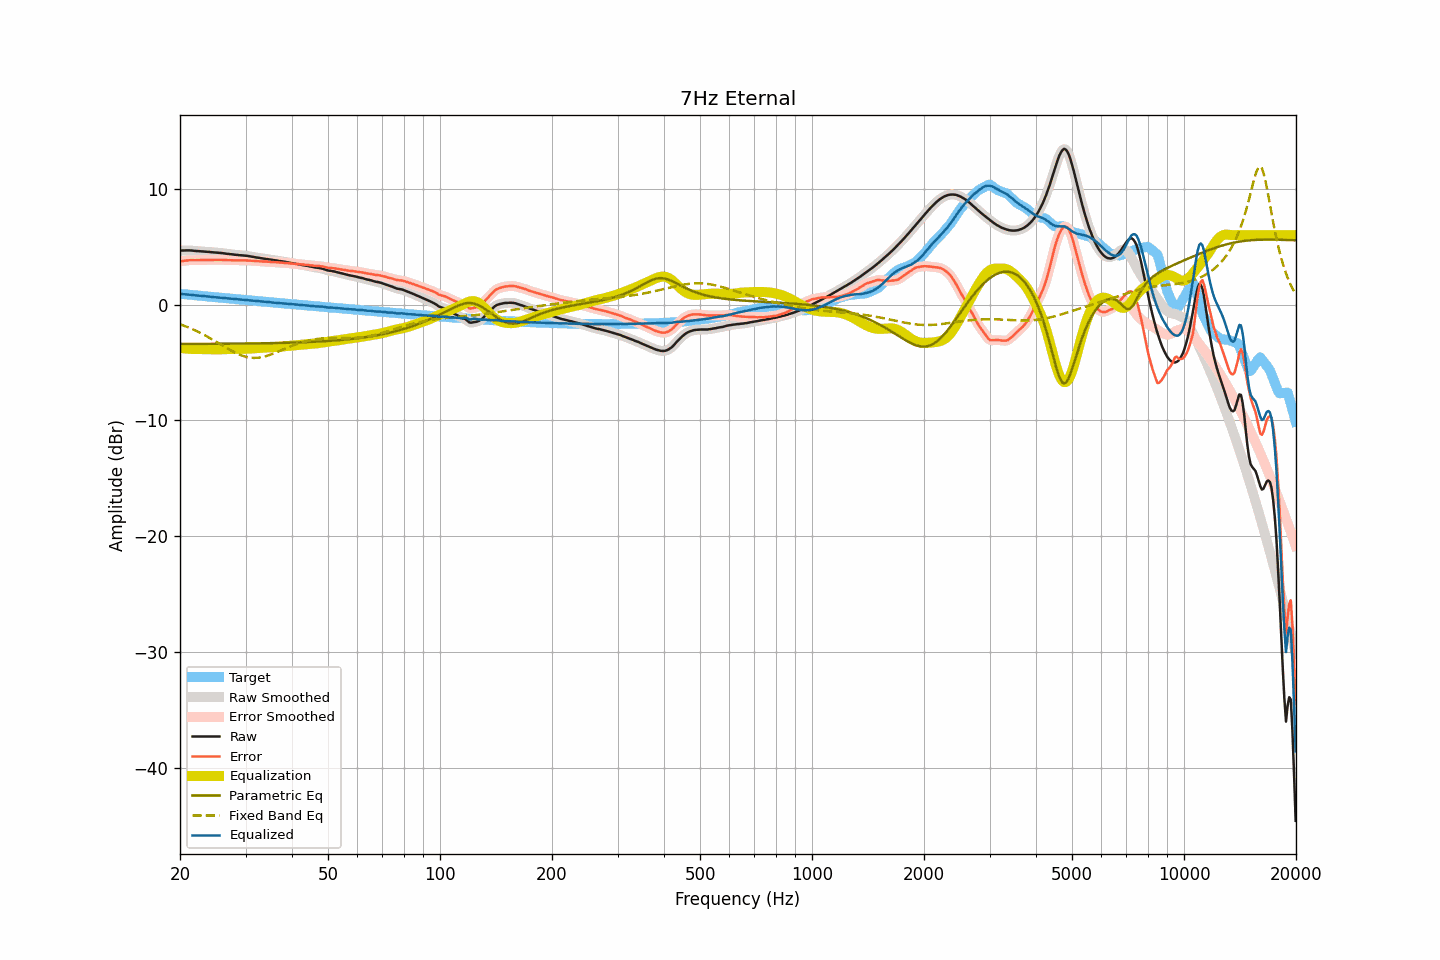 7Hz Eternal
10
0
−10
−20
−30
−40
Amplitude (dBr)
Target
Raw Smoothed
Error Smoothed
Raw
Error
Equalization
Parametric Eq
Fixed Band Eq
Equalized
20 50 100 200 500 1000 2000 5000 10000 20000
Frequency (Hz)